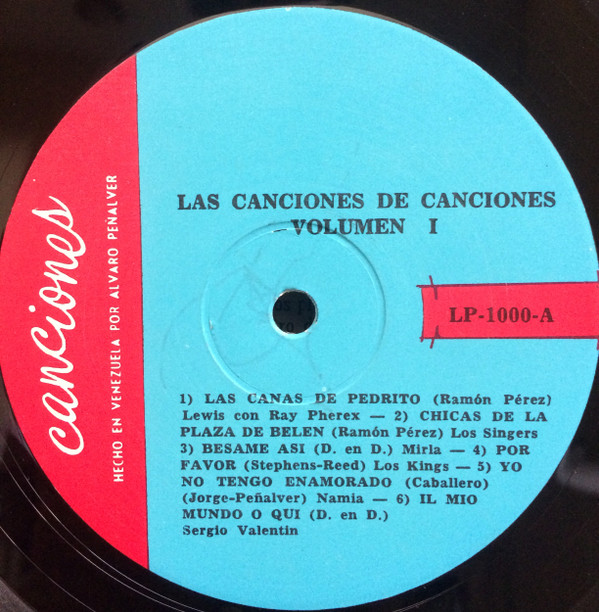 canciones
HECHO EN VENEZUELA POR ALVARO PEÑALVER
LAS CANCIONES DE CANCIONES
VOLUMEN I
LP-1000-A
1) LAS CANAS DE PEDRITO (Ramón Pérez)
Lewis con Ray Pherex — 2) CHICAS DE LA
PLAZA DE BELEN (Ramón Pérez) Los Singers
3) BESAME ASI (D. en D.) Mirla — 4) POR
FAVOR (Stephens-Reed) Los Kings — 5) YO
NO TENGO ENAMORADO (Caballero)
(Jorge-Peñalver) Namia — 6) IL MIO
MUNDO O QUI (D. en D.)
Sergio Valentin